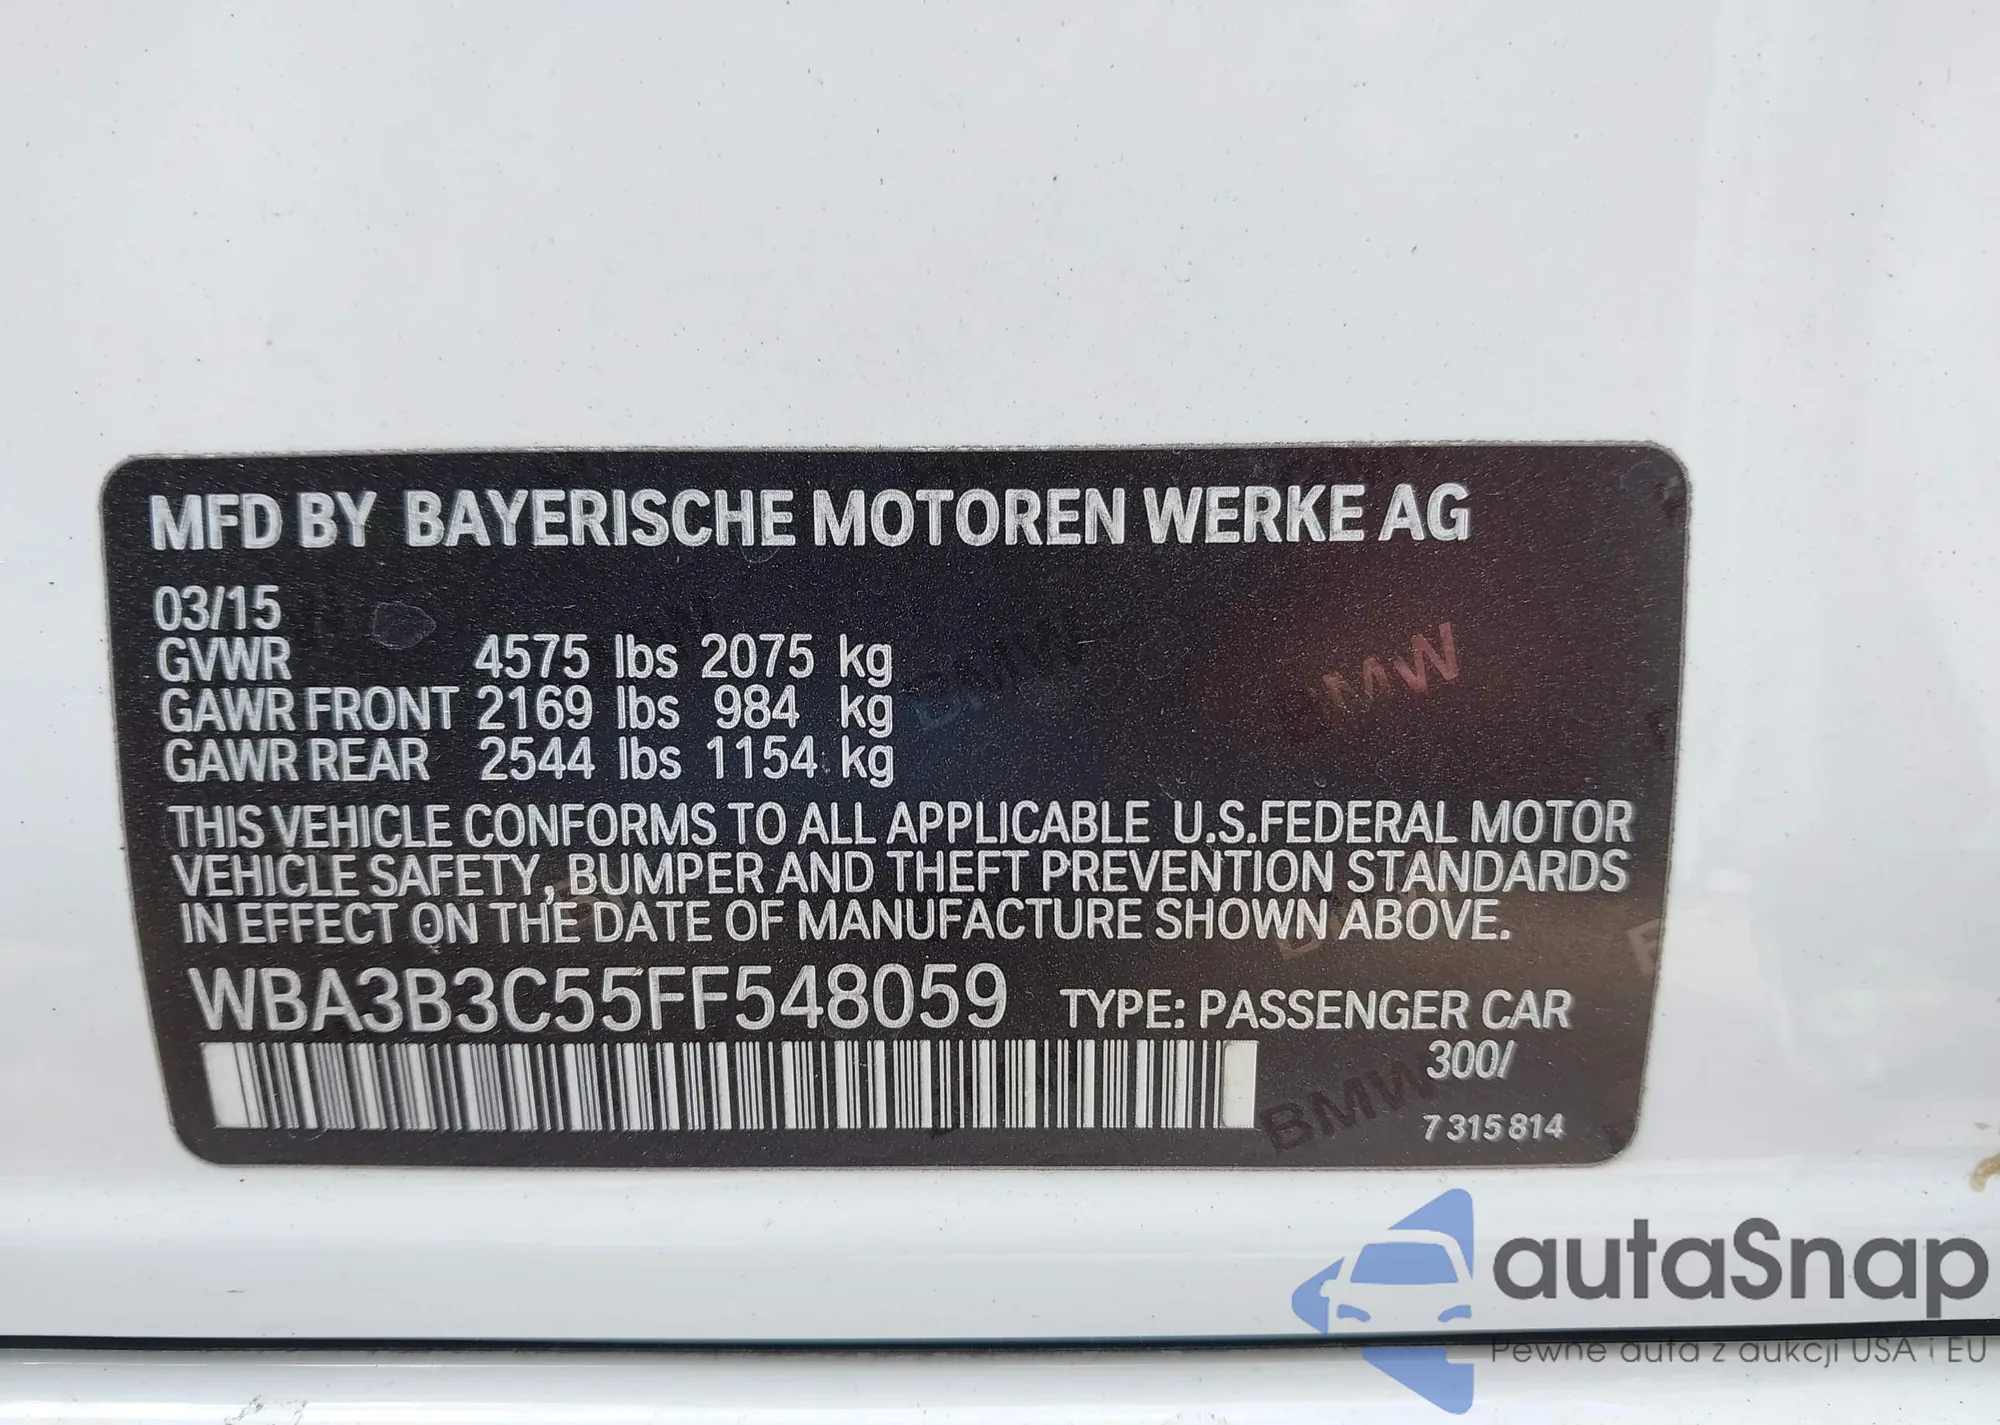 MFD BY BAYERISCHE MOTOREN WERKE AG
03/15
GVWR 4575 lbs 2075 kg
GAWR FRONT 2169 lbs 984 kg
GAWR REAR 2544 lbs 1154 kg
THIS VEHICLE CONFORMS TO ALL APPLICABLE U.S.FEDERAL MOTOR
VEHICLE SAFETY, BUMPER AND THEFT PREVENTION STANDARDS
IN EFFECT ON THE DATE OF MANUFACTURE SHOWN ABOVE.
WBA3B3C55FF548059 TYPE: PASSENGER CAR
300/
7 315 814
BMW
BMW
BMW
autaSnap
Pewne auta z aukcji USA i EU